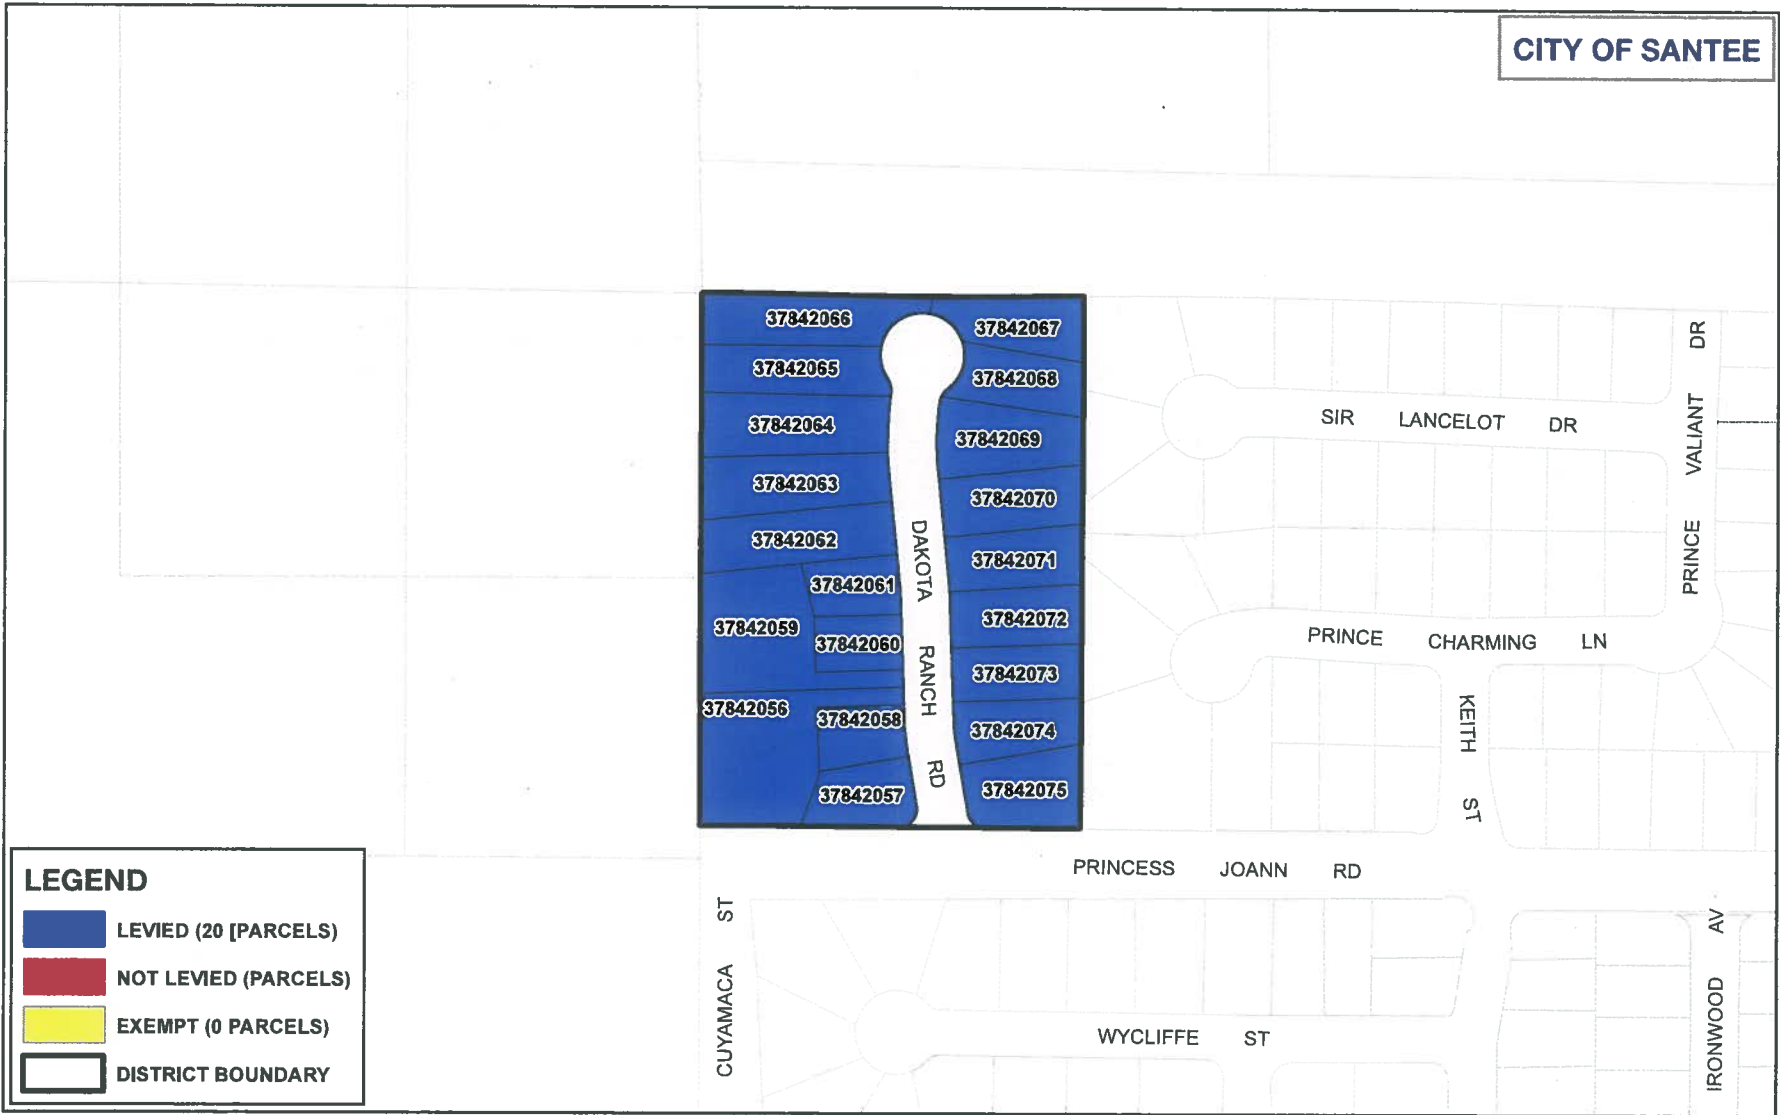 CITY OF SANTEE
37842066
37842067
37842065
37842068
37842064
37842069
37842063
37842070
37842062
37842071
37842061
37842059
37842072
37842060
37842073
37842056
37842058
37842074
37842057
37842075
DAKOTA RANCH RD
SIR LANCELOT DR
PRINCE VALIANT DR
PRINCE CHARMING LN
KEITH ST
PRINCESS JOANN RD
CUYAMACA ST
WYCLIFFE ST
IRONWOOD AV
LEGEND
LEVIED (20 [PARCELS)
NOT LEVIED (PARCELS)
EXEMPT (0 PARCELS)
DISTRICT BOUNDARY